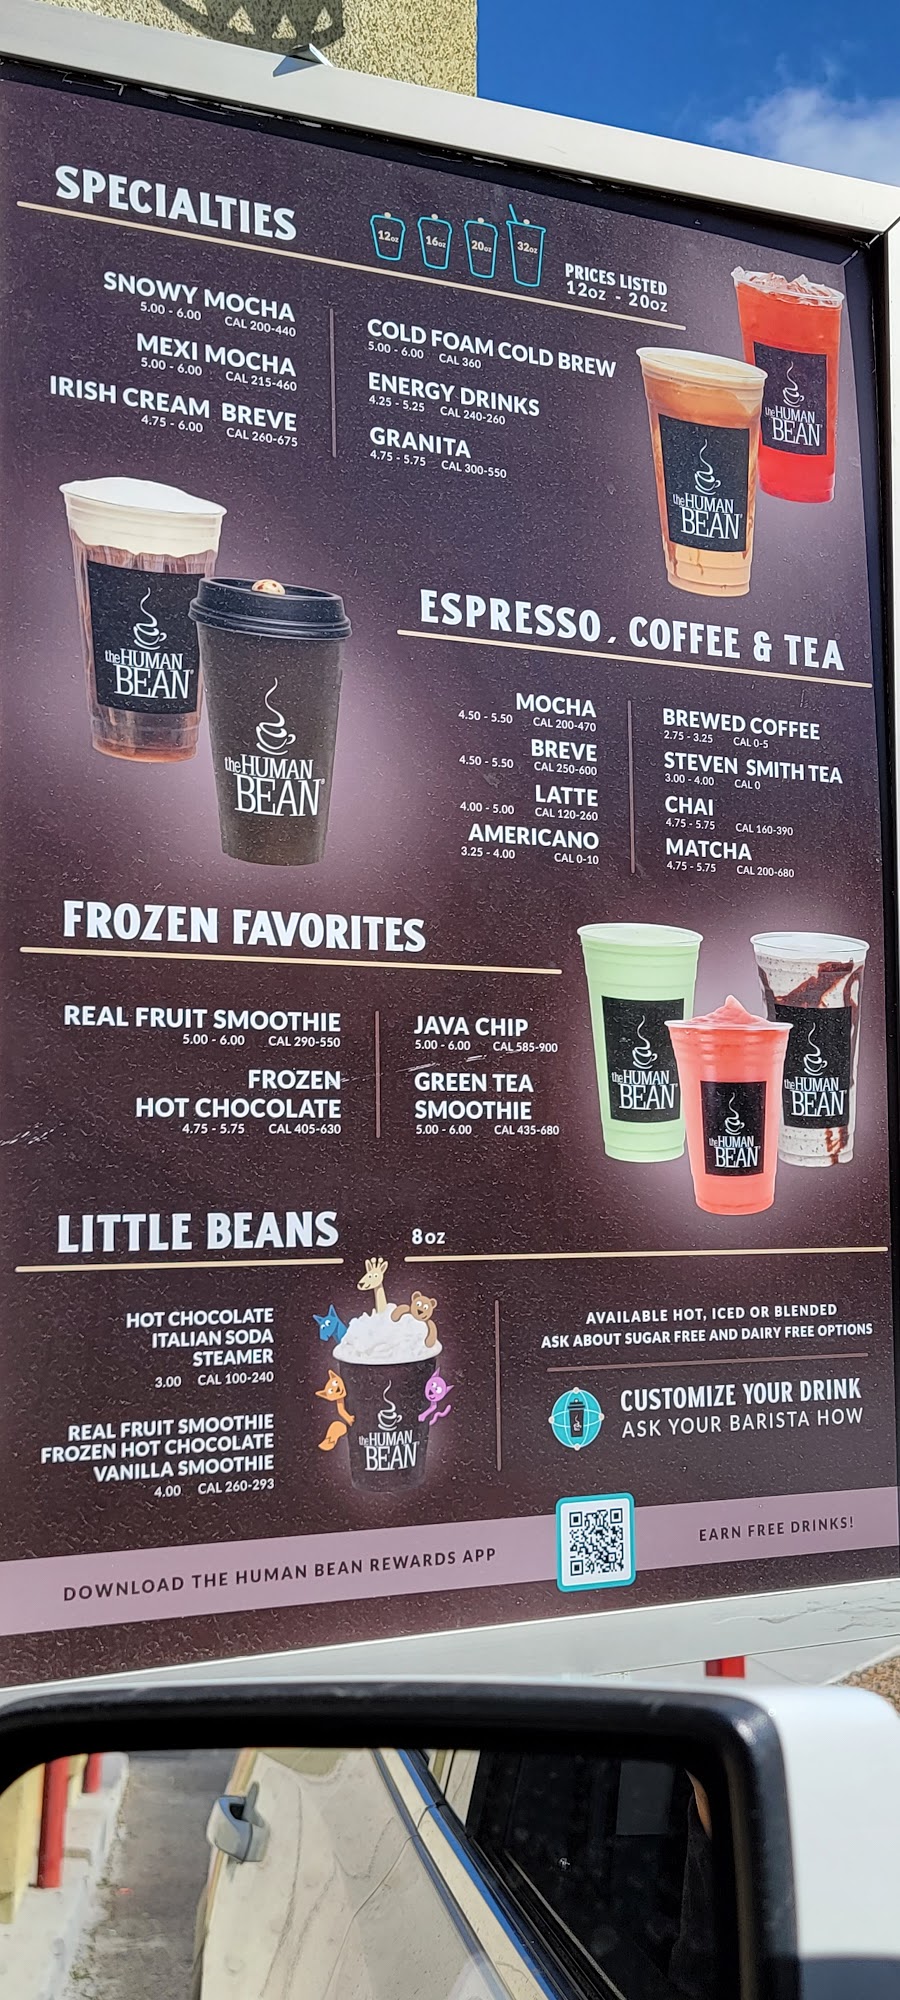 SPECIALTIES
12oz 16oz 20oz 32oz
PRICES LISTED
12oz - 20oz
SNOWY MOCHA
5.00 - 6.00 CAL 200-440
MEXI MOCHA
5.00 - 6.00 CAL 215-460
IRISH CREAM BREVE
4.75 - 6.00 CAL 260-675
COLD FOAM COLD BREW
5.00 - 6.00 CAL 360
ENERGY DRINKS
4.25 - 5.25 CAL 240-260
GRANITA
4.75 - 5.75 CAL 300-550
the HUMAN
BEAN
the HUMAN
BEAN
the HUMAN
BEAN
the HUMAN
BEAN
ESPRESSO, COFFEE & TEA
MOCHA
4.50 - 5.50 CAL 200-470
BREVE
4.50 - 5.50 CAL 250-600
LATTE
4.00 - 5.00 CAL 120-260
AMERICANO
3.25 - 4.00 CAL 0-10
BREWED COFFEE
2.75 - 3.25 CAL 0-5
STEVEN SMITH TEA
3.00 - 4.00 CAL 0
CHAI
4.75 - 5.75 CAL 160-390
MATCHA
4.75 - 5.75 CAL 200-680
FROZEN FAVORITES
REAL FRUIT SMOOTHIE
5.00 - 6.00 CAL 290-550
FROZEN
HOT CHOCOLATE
4.75 - 5.75 CAL 405-630
JAVA CHIP
5.00 - 6.00 CAL 585-900
GREEN TEA
SMOOTHIE
5.00 - 6.00 CAL 435-680
the HUMAN
BEAN
the HUMAN
BEAN
the HUMAN
BEAN
LITTLE BEANS 8oz
HOT CHOCOLATE
ITALIAN SODA
STEAMER
3.00 CAL 100-240
REAL FRUIT SMOOTHIE
FROZEN HOT CHOCOLATE
VANILLA SMOOTHIE
4.00 CAL 260-293
the HUMAN
BEAN
AVAILABLE HOT, ICED OR BLENDED
ASK ABOUT SUGAR FREE AND DAIRY FREE OPTIONS
CUSTOMIZE YOUR DRINK
ASK YOUR BARISTA HOW
DOWNLOAD THE HUMAN BEAN REWARDS APP
EARN FREE DRINKS!